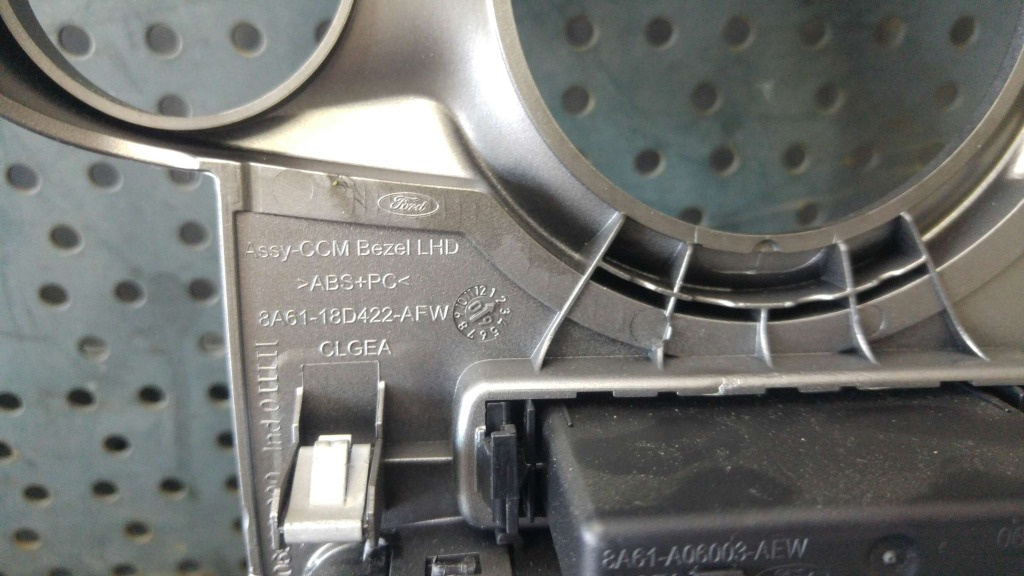 Ford
Assy-CCM Bezel LHD
>ABS+PC<
8A61-18D422-AFW
CLGEA
8A61-A06003-AEW